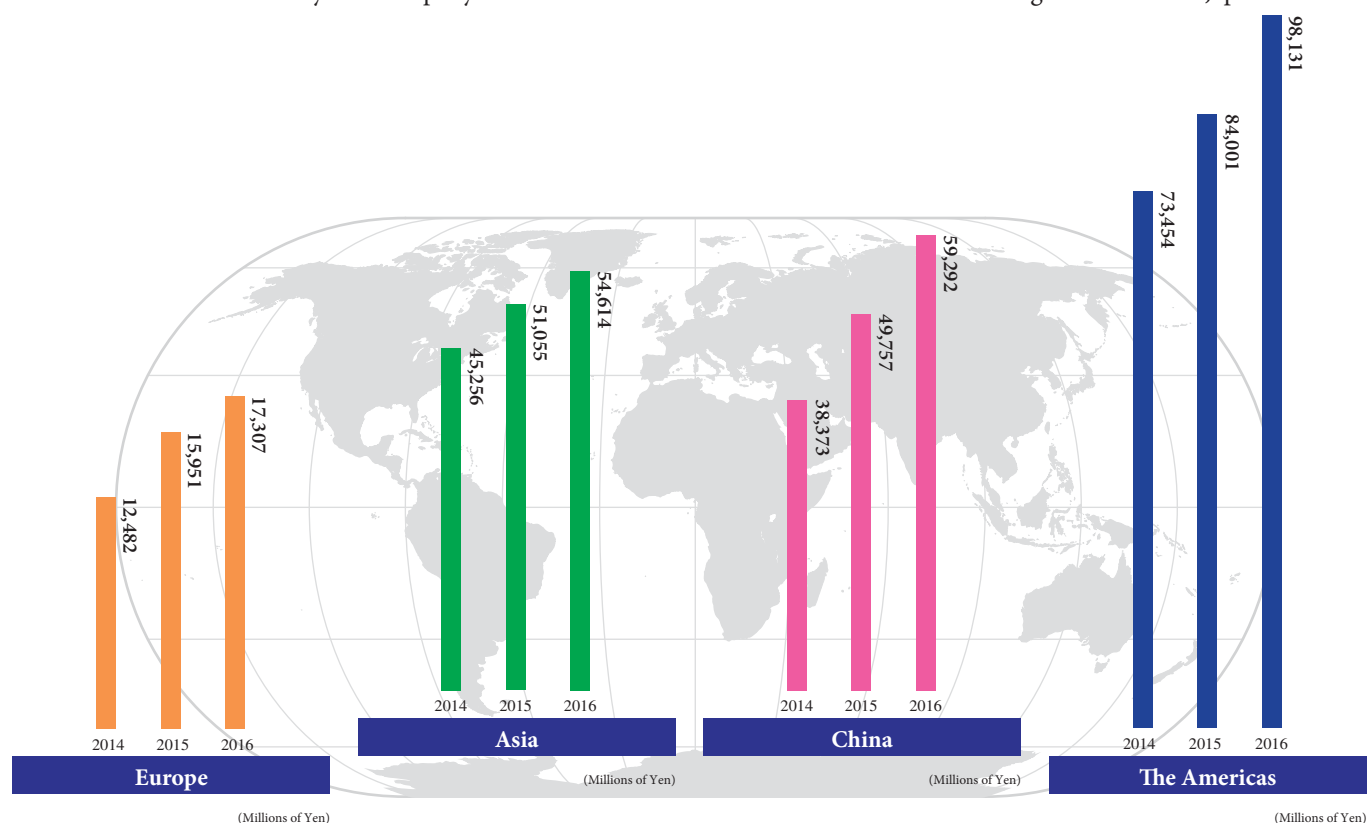 12,482
15,951
17,307
2014 2015 2016
Europe
(Millions of Yen)
45,256
51,055
54,614
2014 2015 2016
Asia
(Millions of Yen)
38,373
49,757
59,292
2014 2015 2016
China
(Millions of Yen)
73,454
84,001
98,131
2014 2015 2016
The Americas
(Millions of Yen)